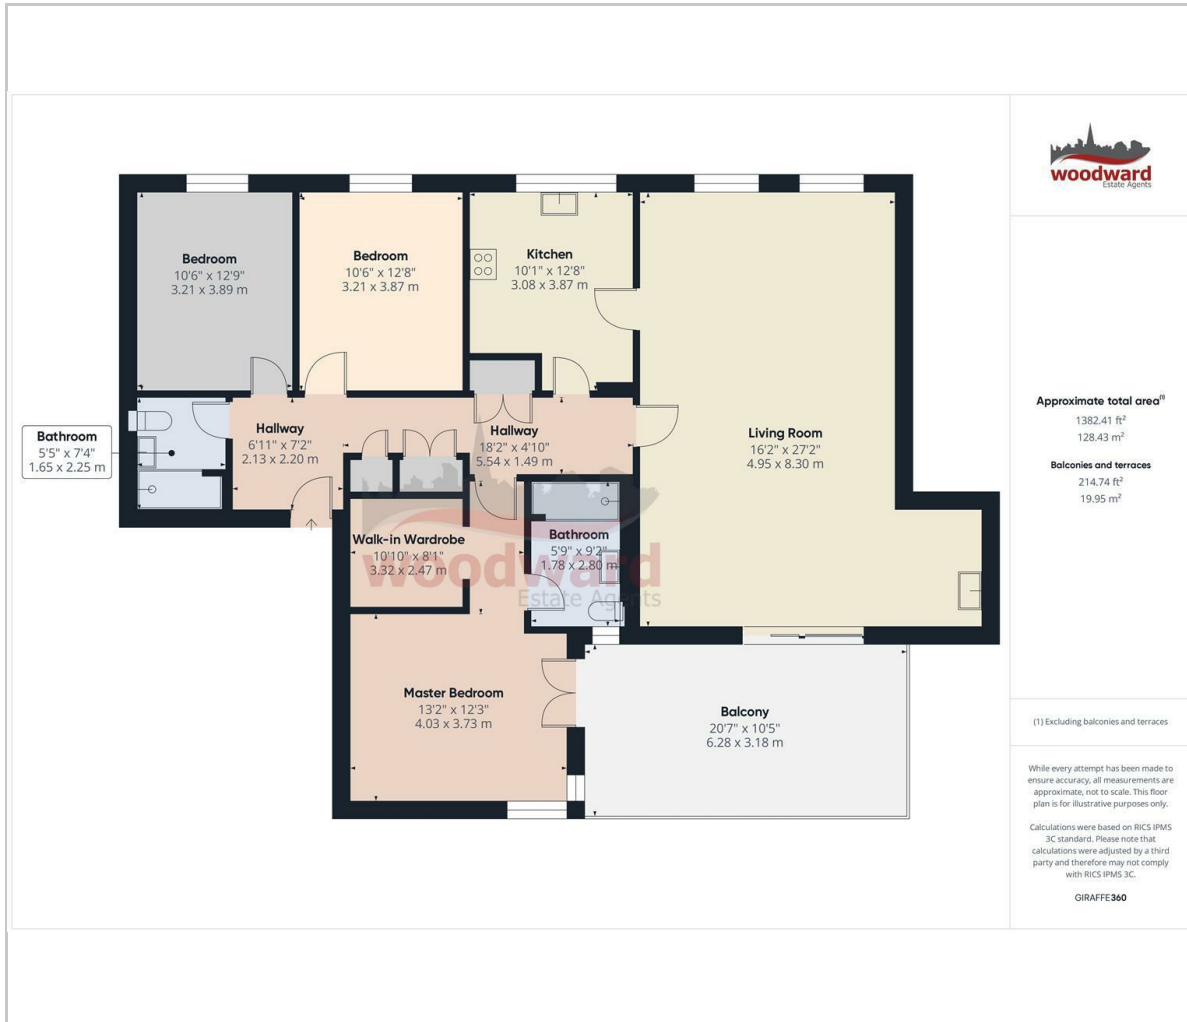 woodward
Estate Agents
Bedroom
10'6" x 12'9"
3.21 x 3.89 m
Bedroom
10'6" x 12'8"
3.21 x 3.87 m
Kitchen
10'1" x 12'8"
3.08 x 3.87 m
Bathroom
5'5" x 7'4"
1.65 x 2.25 m
Hallway
6'11" x 7'2"
2.13 x 2.20 m
Hallway
18'2" x 4'10"
5.54 x 1.49 m
Living Room
16'2" x 27'2"
4.95 x 8.30 m
Walk-in Wardrobe
10'10" x 8'1"
3.32 x 2.47 m
Bathroom
5'9" x 9'2"
1.78 x 2.80 m
woodward
Estate Agents
Master Bedroom
13'2" x 12'3"
4.03 x 3.73 m
Balcony
20'7" x 10'5"
6.28 x 3.18 m
Approximate total area⁽¹⁾
1382.41 ft²
128.43 m²
Balconies and terraces
214.74 ft²
19.95 m²
(1) Excluding balconies and terraces
While every attempt has been made to
ensure accuracy, all measurements are
approximate, not to scale. This floor
plan is for illustrative purposes only.
Calculations were based on RICS IPMS
3C standard. Please note that
calculations were adjusted by a third
party and therefore may not comply
with RICS IPMS 3C.
GIRAFFE360